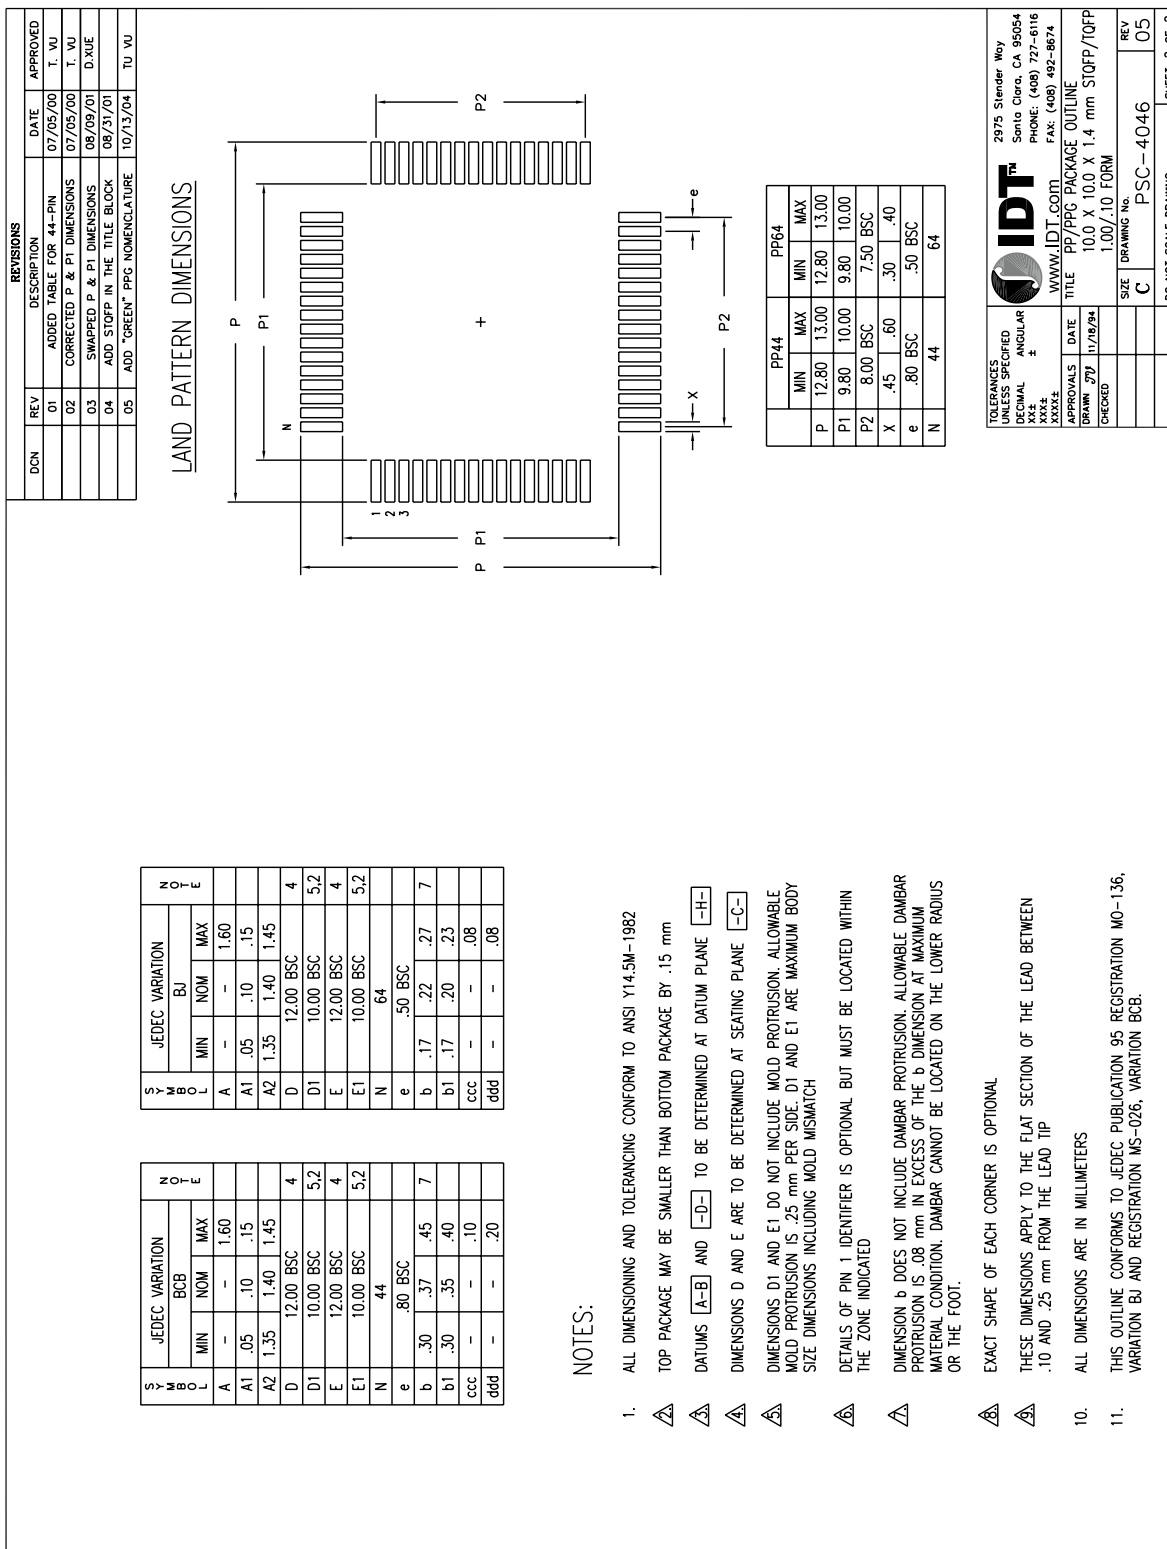 REVISIONS
DCN REV DESCRIPTION DATE APPROVED
01 ADDED TABLE FOR 44-PIN 07/05/00 T. VU
02 CORRECTED P & P1 DIMENSIONS 07/05/00 T. VU
03 SWAPPED P & P1 DIMENSIONS 08/09/01 D.XUE
04 ADD STQFP IN THE TITLE BLOCK 08/31/01
05 ADD "GREEN" PPG NOMENCLATURE 10/13/04 TU VU
SYMBOL JEDEC VARIATION NOTE
BCB
MIN NOM MAX
A - - 1.60
A1 .05 .10 .15
A2 1.35 1.40 1.45
D 12.00 BSC 4
D1 10.00 BSC 5,2
E 12.00 BSC 4
E1 10.00 BSC 5,2
N 44
e .80 BSC
b .30 .37 .45 7
b1 .30 .35 .40
ccc - - .10
ddd - - .20
SYMBOL JEDEC VARIATION NOTE
BJ
MIN NOM MAX
A - - 1.60
A1 .05 .10 .15
A2 1.35 1.40 1.45
D 12.00 BSC 4
D1 10.00 BSC 5,2
E 12.00 BSC 4
E1 10.00 BSC 5,2
N 64
e .50 BSC
b .17 .22 .27 7
b1 .17 .20 .23
ccc - - .08
ddd - - .08
LAND PATTERN DIMENSIONS
P
P1
N
1
2
3
P
P1
P2
X
e
P2
PP44 PP64
MIN MAX MIN MAX
P 12.80 13.00 12.80 13.00
P1 9.80 10.00 9.80 10.00
P2 8.00 BSC 7.50 BSC
X .45 .60 .30 .40
e .80 BSC .50 BSC
N 44 64
NOTES:
1. ALL DIMENSIONING AND TOLERANCING CONFORM TO ANSI Y14.5M-1982
2. TOP PACKAGE MAY BE SMALLER THAN BOTTOM PACKAGE BY .15 mm
3. DATUMS A-B AND -D- TO BE DETERMINED AT DATUM PLANE -H-
4. DIMENSIONS D AND E ARE TO BE DETERMINED AT SEATING PLANE -C-
5. DIMENSIONS D1 AND E1 DO NOT INCLUDE MOLD PROTRUSION. ALLOWABLE
MOLD PROTRUSION IS .25 mm PER SIDE. D1 AND E1 ARE MAXIMUM BODY
SIZE DIMENSIONS INCLUDING MOLD MISMATCH
6. DETAILS OF PIN 1 IDENTIFIER IS OPTIONAL BUT MUST BE LOCATED WITHIN
THE ZONE INDICATED
7. DIMENSION b DOES NOT INCLUDE DAMBAR PROTRUSION. ALLOWABLE DAMBAR
PROTRUSION IS .08 mm IN EXCESS OF THE b DIMENSION AT MAXIMUM
MATERIAL CONDITION. DAMBAR CANNOT BE LOCATED ON THE LOWER RADIUS
OR THE FOOT.
8. EXACT SHAPE OF EACH CORNER IS OPTIONAL
9. THESE DIMENSIONS APPLY TO THE FLAT SECTION OF THE LEAD BETWEEN
.10 AND .25 mm FROM THE LEAD TIP
10. ALL DIMENSIONS ARE IN MILLIMETERS
11. THIS OUTLINE CONFORMS TO JEDEC PUBLICATION 95 REGISTRATION MO-136,
VARIATION BJ AND REGISTRATION MS-026, VARIATION BCB.
TOLERANCES
UNLESS SPECIFIED
DECIMAL ANGULAR
XX± ±
XXX±
XXXX±
APPROVALS DATE
DRAWN 11/18/94
CHECKED
IDT™
www.IDT.com
2975 Stender Way
Santa Clara, CA 95054
PHONE: (408) 727-6116
FAX: (408) 492-8674
TITLE PP/PPG PACKAGE OUTLINE
10.0 X 10.0 X 1.4 mm STQFP/TQFP
1.00/.10 FORM
SIZE DRAWING No. REV
C PSC-4046 05